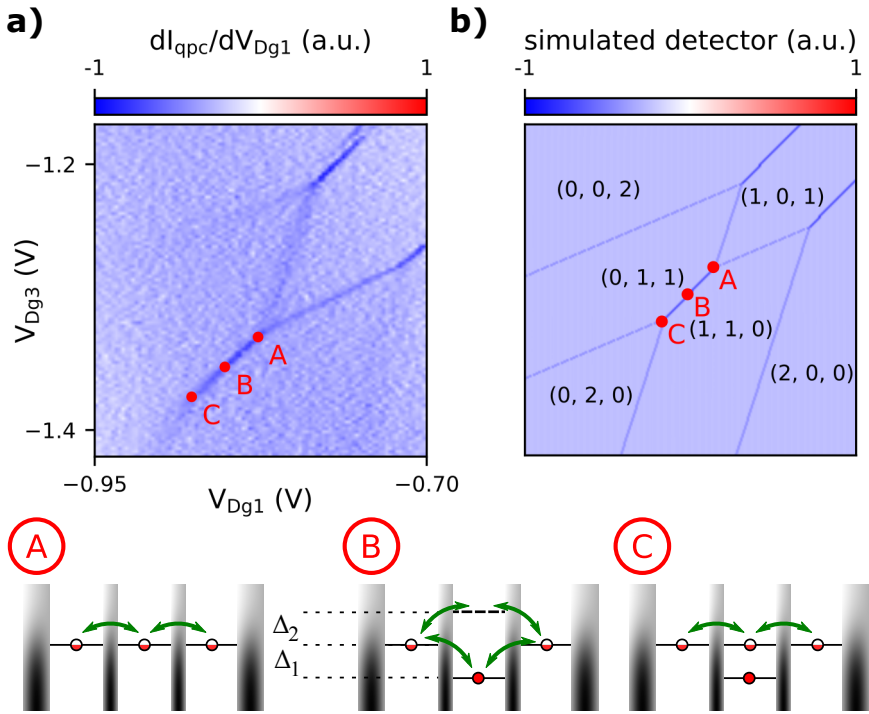 a)
dI_qpc/dV_Dg1 (a.u.)
-1 1
−1.2
−1.4
V_Dg3 (V)
A
B
C
−0.95 −0.70
V_Dg1 (V)
b)
simulated detector (a.u.)
-1 1
(0, 0, 2)
(1, 0, 1)
(0, 1, 1)
A
B
C
(1, 1, 0)
(2, 0, 0)
(0, 2, 0)
A
B
Δ₂
Δ₁
C